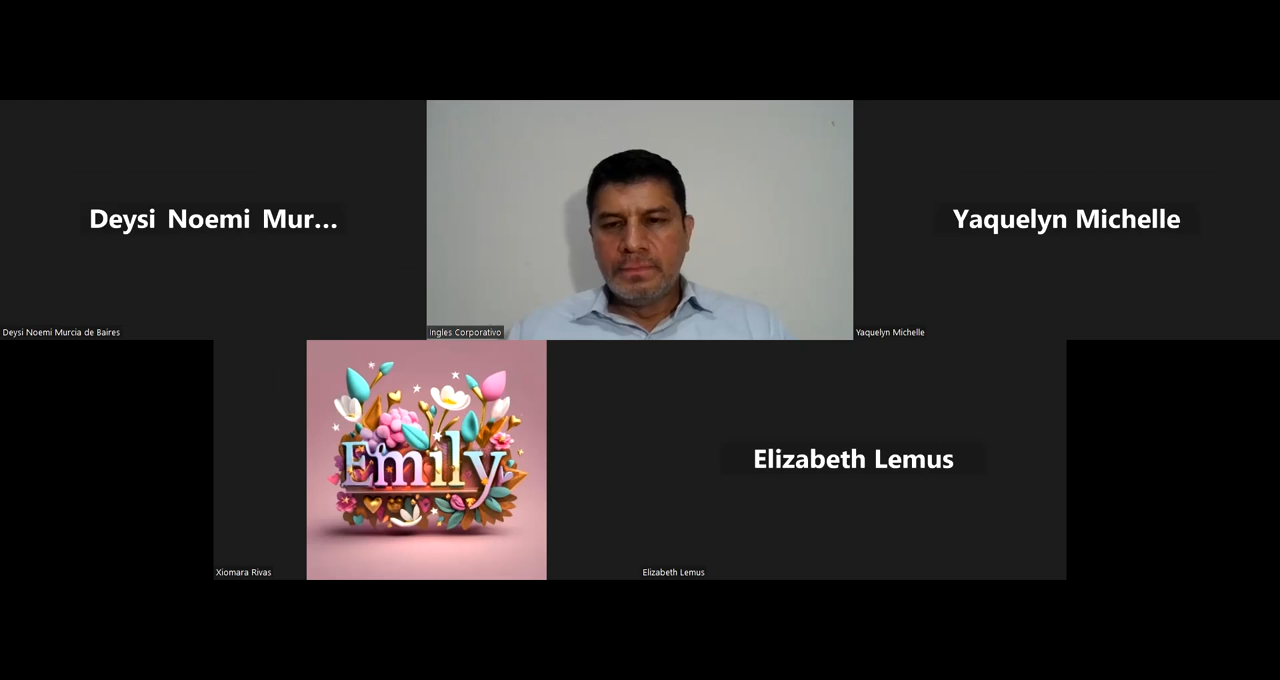 Deysi Noemi Mur...
Yaquelyn Michelle
Deysi Noemi Murcia de Baires
Ingles Corporativo
Yaquelyn Michelle
Emily
Elizabeth Lemus
Xiomara Rivas
Elizabeth Lemus